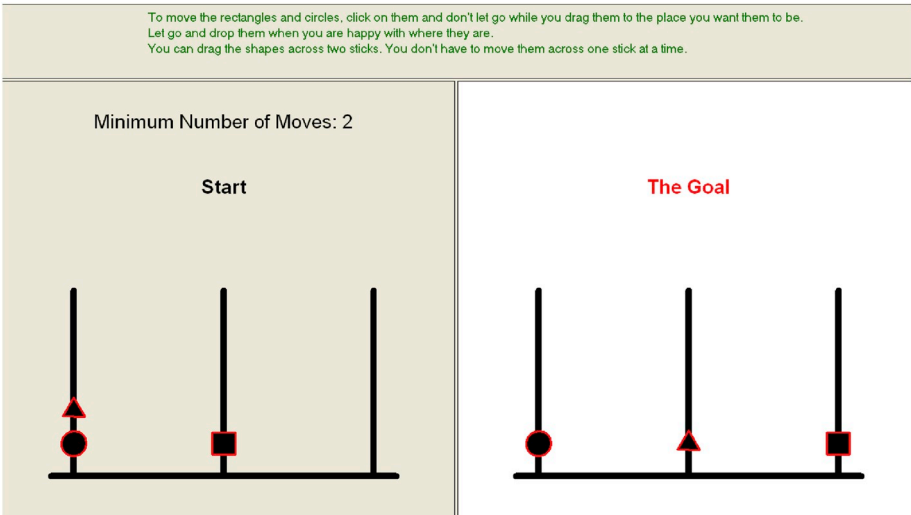 To move the rectangles and circles, click on them and don't let go while you drag them to the place you want them to be.
Let go and drop them when you are happy with where they are.
You can drag the shapes across two sticks. You don't have to move them across one stick at a time.
Minimum Number of Moves: 2
Start
The Goal